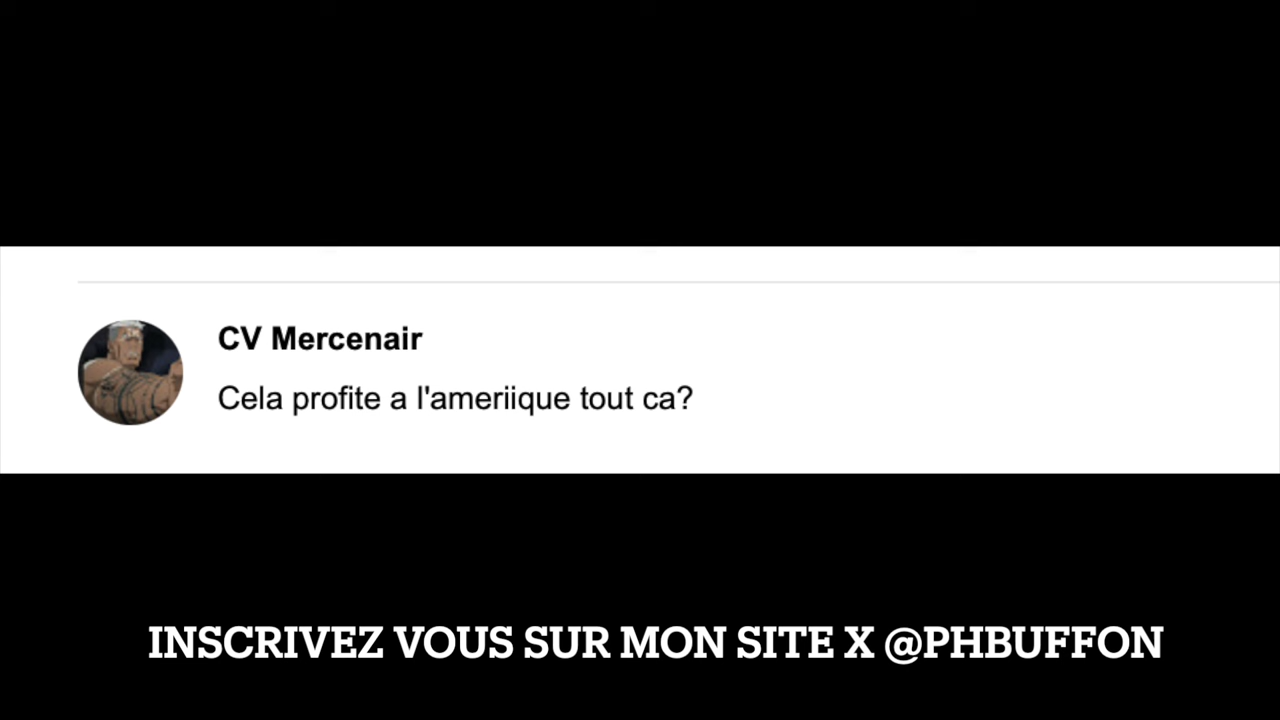 CV Mercenair
Cela profite a l'ameriique tout ca?
INSCRIVEZ VOUS SUR MON SITE X @PHBUFFON